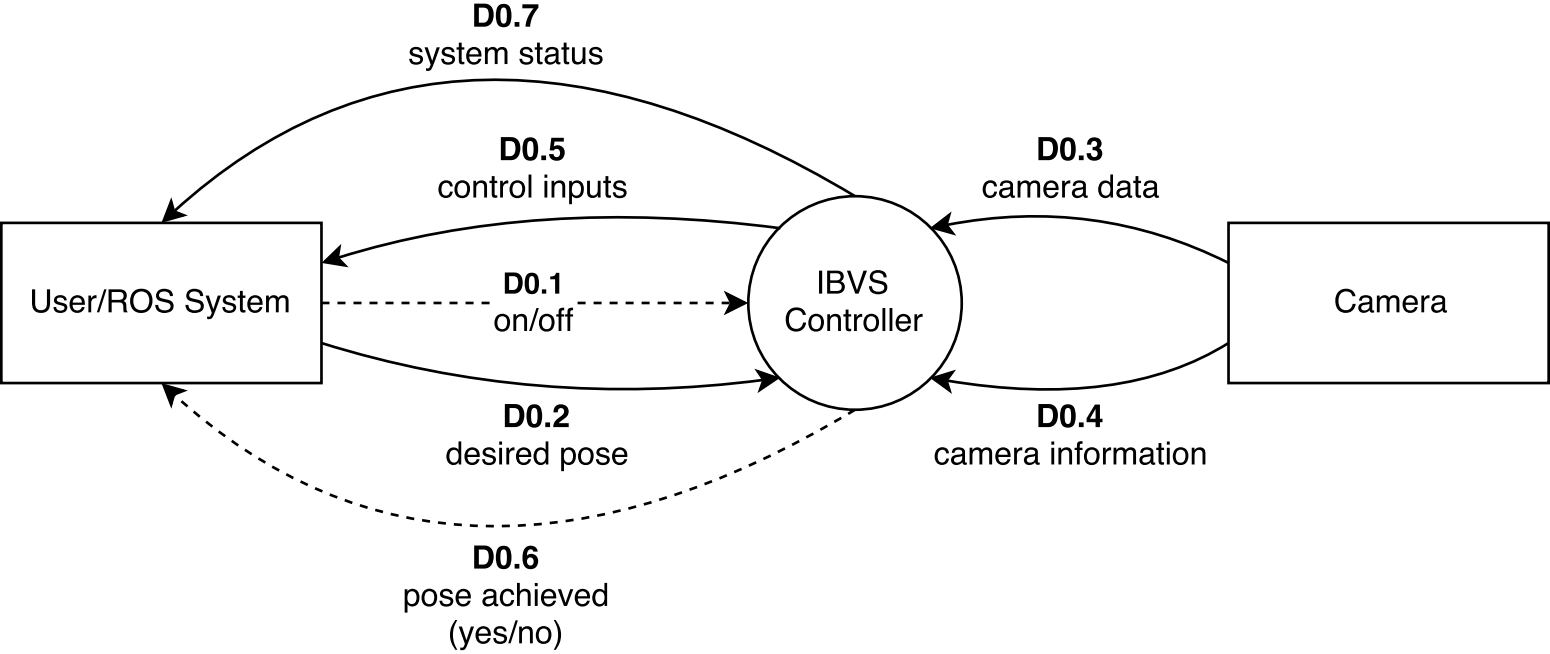 D0.7
system status
D0.5
control inputs
D0.3
camera data
User/ROS System
D0.1
on/off
IBVS
Controller
Camera
D0.2
desired pose
D0.4
camera information
D0.6
pose achieved
(yes/no)